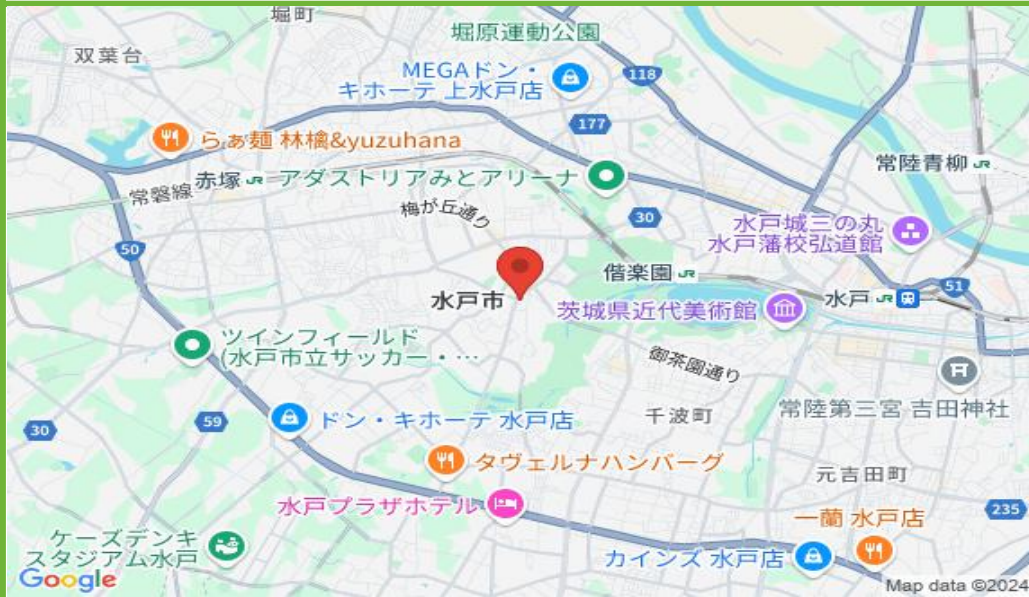 堀町
堀原運動公園
双葉台
MEGAドン・
キホーテ 上水戸店
118
177
らぁ麺 林檎&yuzuhana
常陸青柳 JR
常磐線
赤塚 JR
アダストリアみとアリーナ
梅が丘通り
30
水戸城三の丸
水戸藩校弘道館
50
偕楽園 JR
51
水戸市
茨城県近代美術館
水戸 JR
ツインフィールド
(水戸市立サッカー・…
御茶園通り
30
59
ドン・キホーテ 水戸店
千波町
常陸第三宮 吉田神社
タヴェルナハンバーグ
元吉田町
水戸プラザホテル
235
一蘭 水戸店
ケーズデンキ
スタジアム水戸
カインズ 水戸店
Google
Map data ©2024